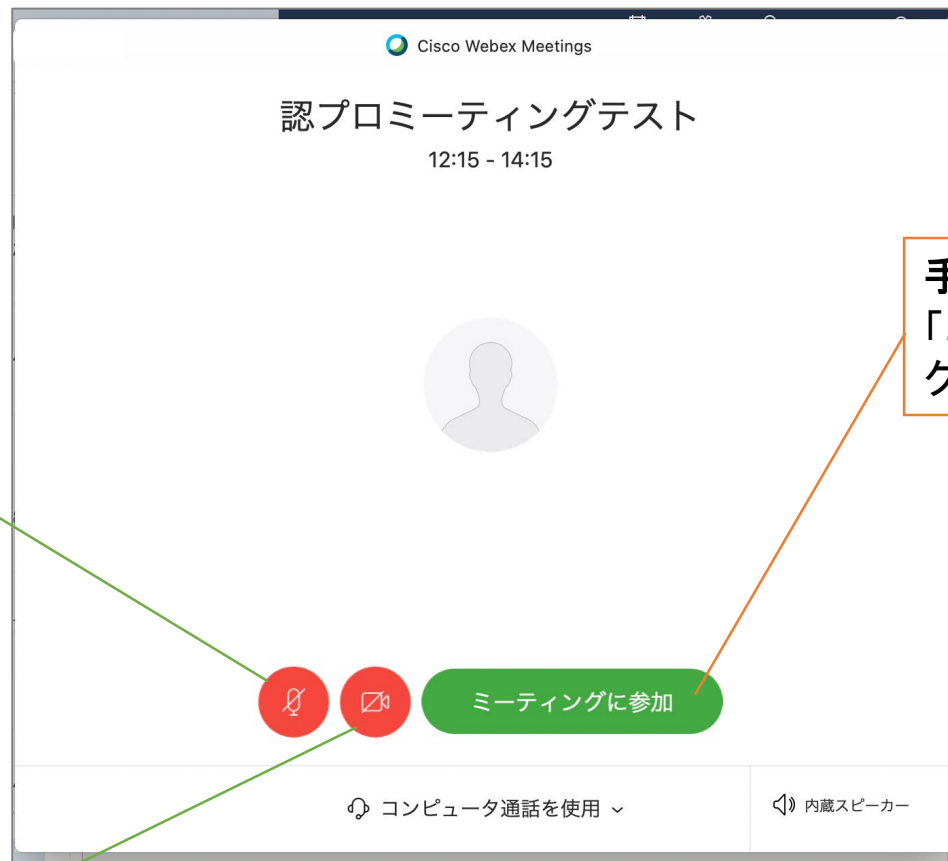 Cisco Webex Meetings
認プロミーティングテスト
12:15 - 14:15
手
「
ク
ミーティングに参加
コンピュータ通話を使用
内蔵スピーカー